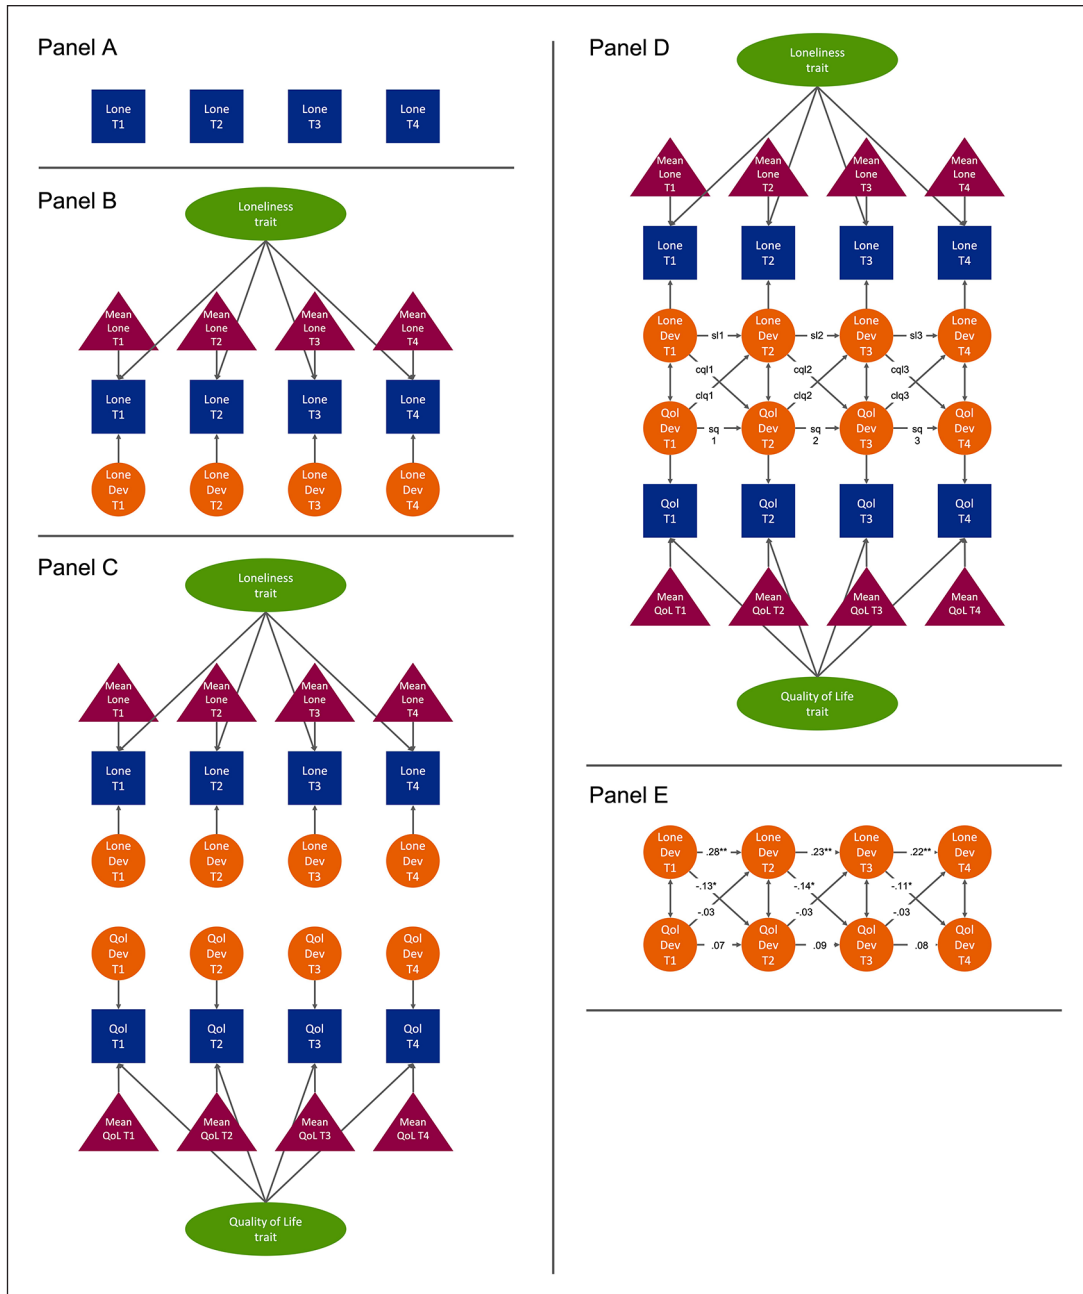 Panel A
Lone
T1
Lone
T2
Lone
T3
Lone
T4
Panel B
Loneliness
trait
Mean
Lone
T1
Mean
Lone
T2
Mean
Lone
T3
Mean
Lone
T4
Lone
T1
Lone
T2
Lone
T3
Lone
T4
Lone
Dev
T1
Lone
Dev
T2
Lone
Dev
T3
Lone
Dev
T4
Panel C
Loneliness
trait
Mean
Lone
T1
Mean
Lone
T2
Mean
Lone
T3
Mean
Lone
T4
Lone
T1
Lone
T2
Lone
T3
Lone
T4
Lone
Dev
T1
Lone
Dev
T2
Lone
Dev
T3
Lone
Dev
T4
Qol
Dev
T1
Qol
Dev
T2
Qol
Dev
T3
Qol
Dev
T4
Qol
T1
Qol
T2
Qol
T3
Qol
T4
Mean
QoL T1
Mean
QoL T2
Mean
QoL T3
Mean
QoL T4
Quality of Life
trait
Panel D
Loneliness
trait
Mean
Lone
T1
Mean
Lone
T2
Mean
Lone
T3
Mean
Lone
T4
Lone
T1
Lone
T2
Lone
T3
Lone
T4
Lone
Dev
T1
sl1
Lone
Dev
T2
sl2
Lone
Dev
T3
sl3
Lone
Dev
T4
cql1
cql2
cql3
clq1
clq2
clq3
Qol
Dev
T1
sq
1
Qol
Dev
T2
sq
2
Qol
Dev
T3
sq
3
Qol
Dev
T4
Qol
T1
Qol
T2
Qol
T3
Qol
T4
Mean
QoL T1
Mean
QoL T2
Mean
QoL T3
Mean
QoL T4
Quality of Life
trait
Panel E
Lone
Dev
T1
.28**
Lone
Dev
T2
.23**
Lone
Dev
T3
.22**
Lone
Dev
T4
-.13*
-.14*
-.11*
-.03
-.03
-.03
Qol
Dev
T1
.07
Qol
Dev
T2
.09
Qol
Dev
T3
.08
Qol
Dev
T4